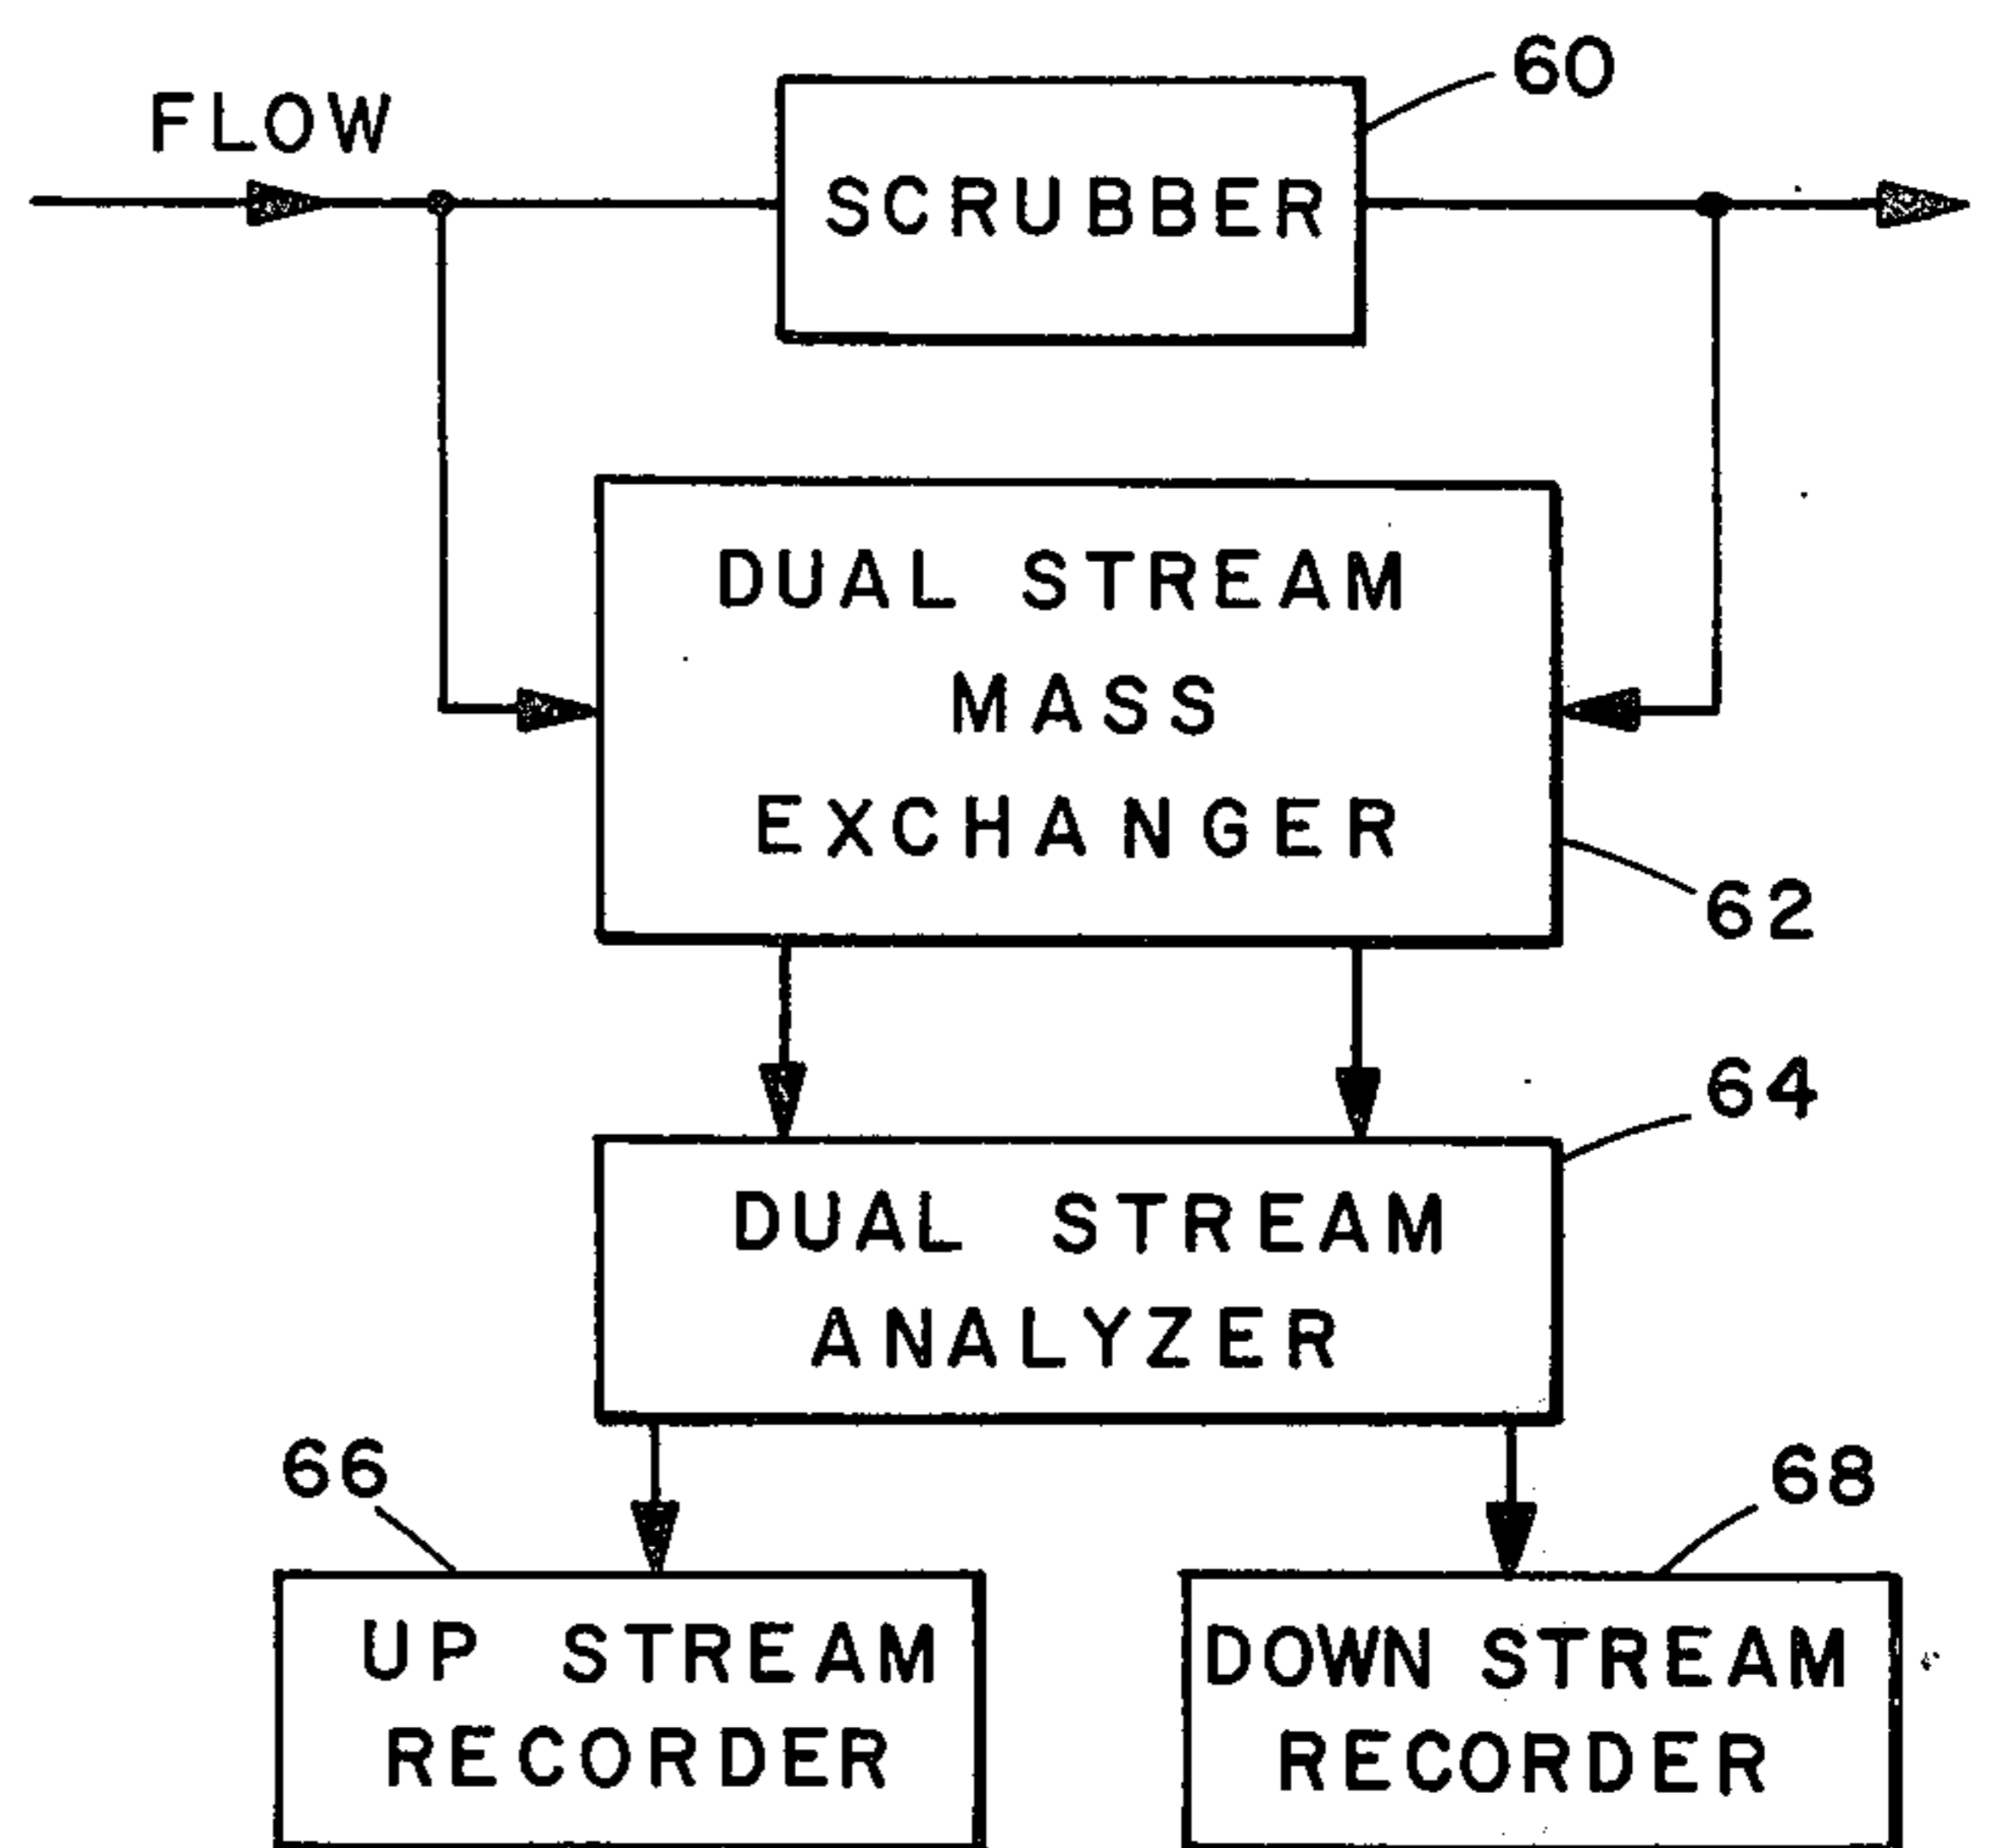 60
FLOW
SCRUBBER
DUAL STREAM
MASS
EXCHANGER
62
64
DUAL STREAM
ANALYZER
66
68
UP STREAM
RECORDER
DOWN STREAM
RECORDER